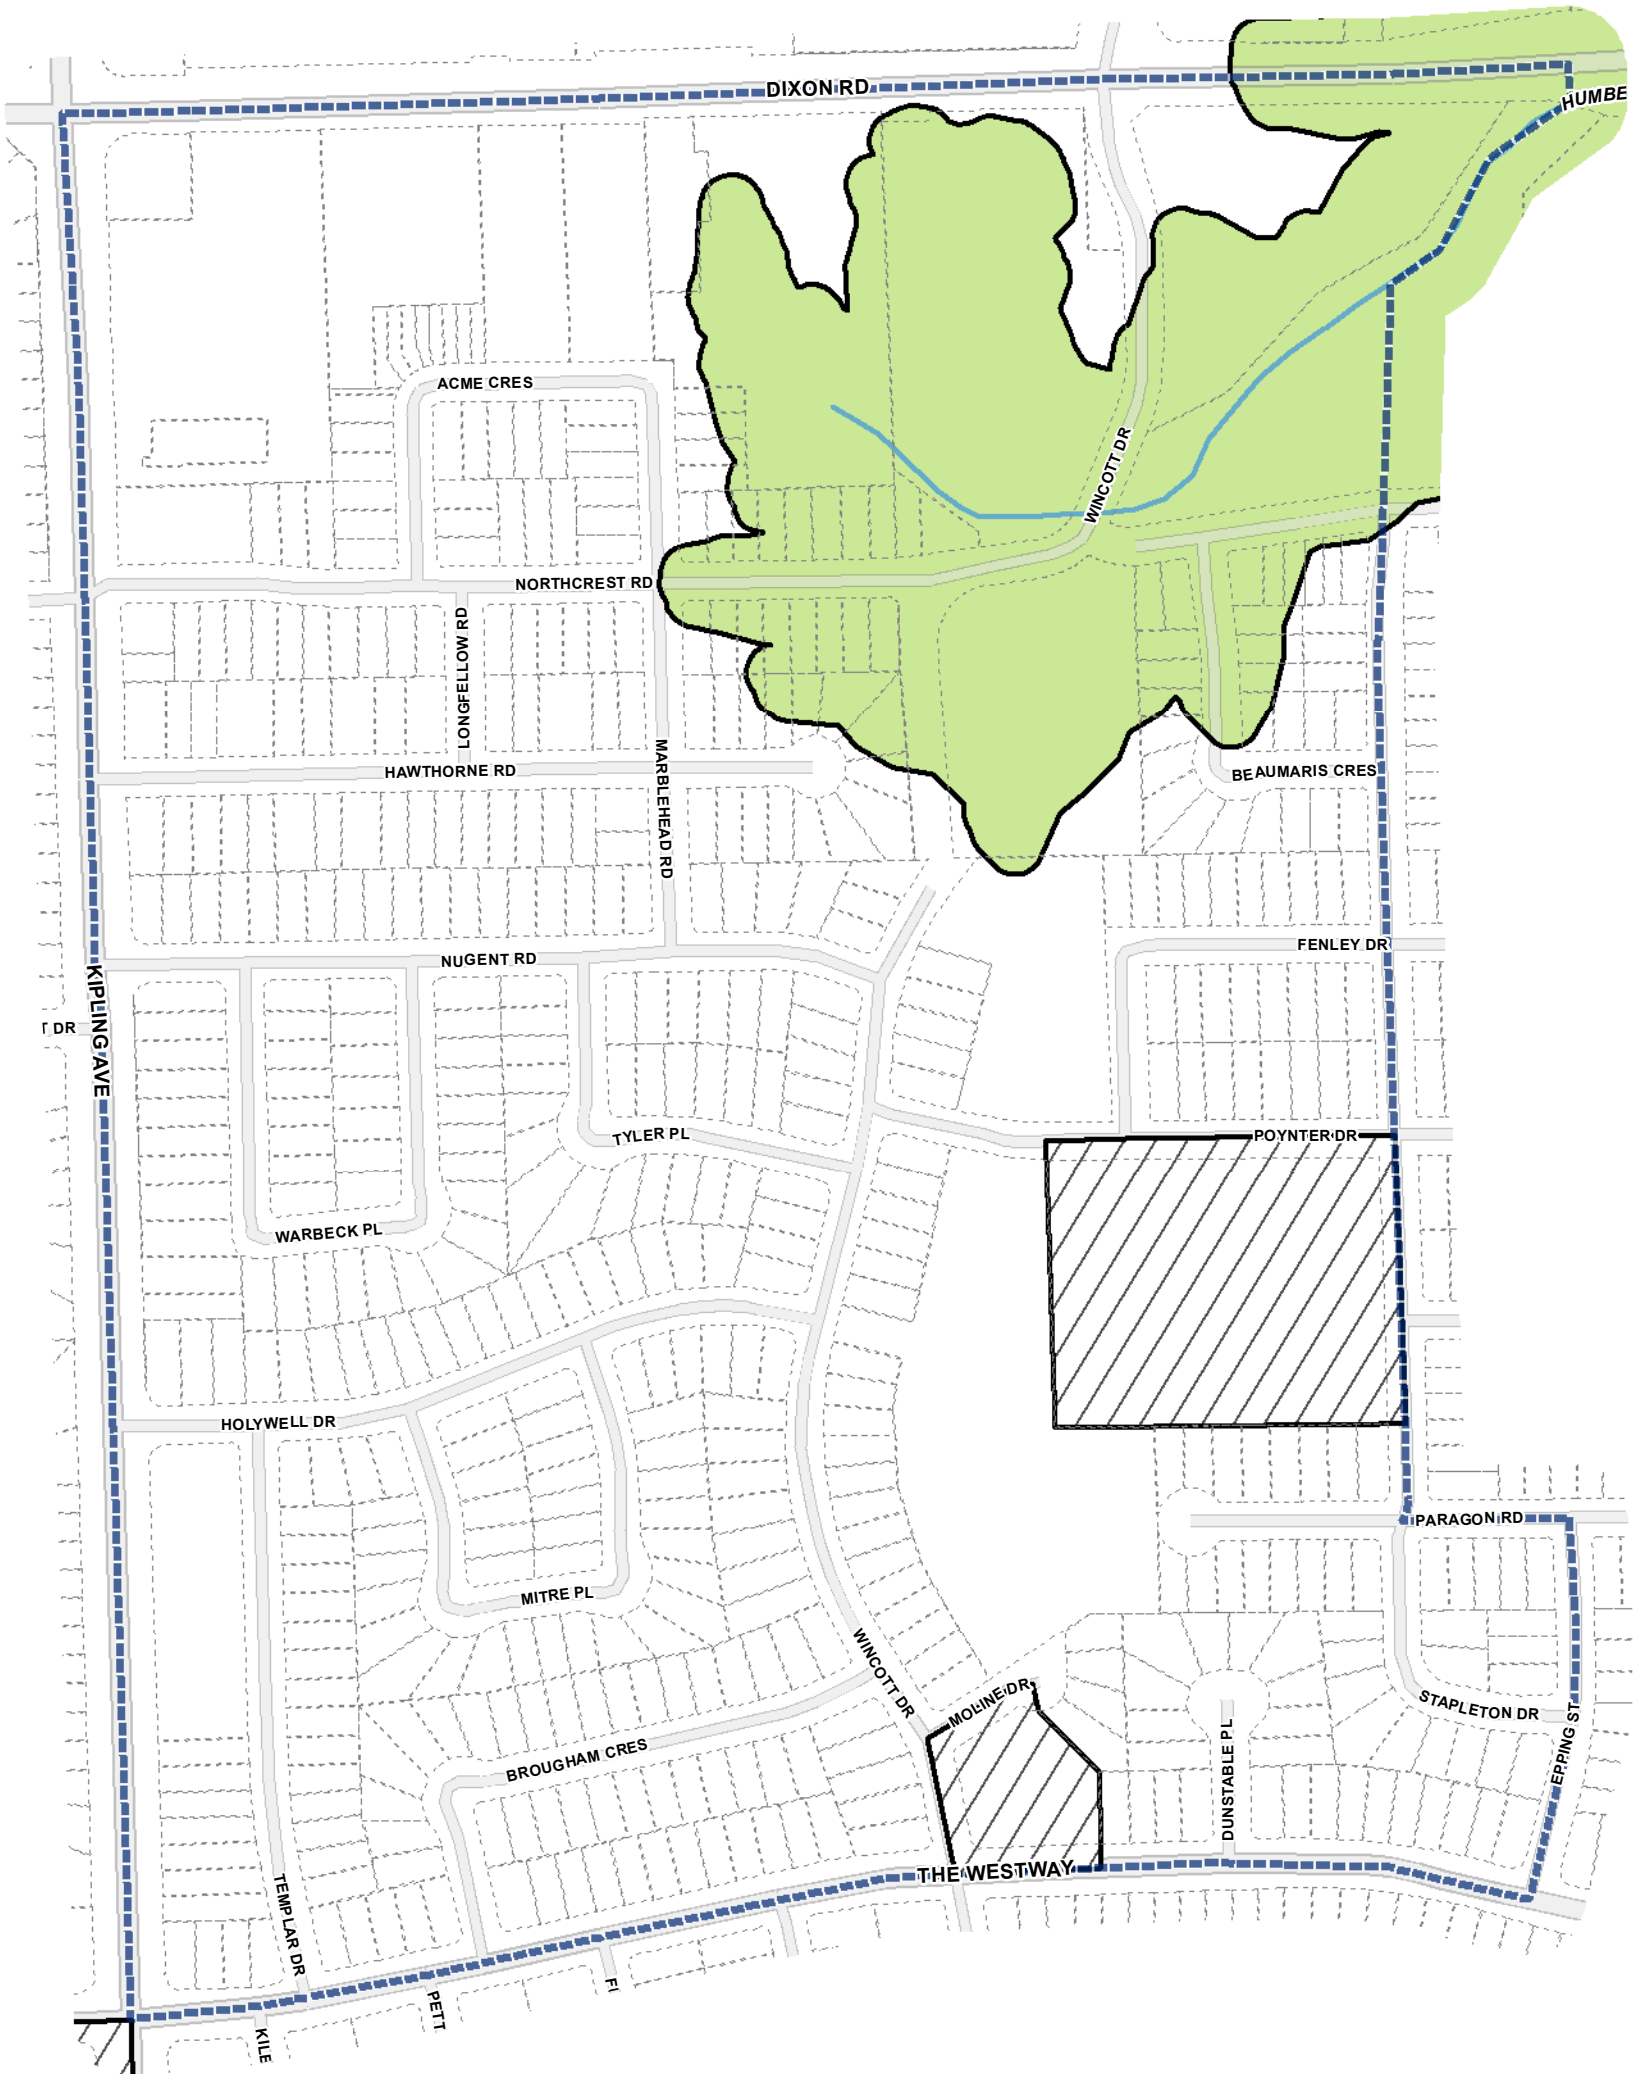 DIXON RD
HUMBE
ACME CRES
WINCOTT DR
NORTHCREST RD
LONGFELLOW RD
MARBLEHEAD RD
HAWTHORNE RD
BEAUMARIS CRES
FENLEY DR
NUGENT RD
KIPLING AVE
T DR
TYLER PL
POYNTER DR
WARBECK PL
HOLYWELL DR
PARAGON RD
MITRE PL
WINCOTT DR
MOLINE DR
STAPLETON DR
EPPING ST
DUNSTABLE PL
BROUGHAM CRES
THE WESTWAY
TEMPLAR DR
PETT
KILE